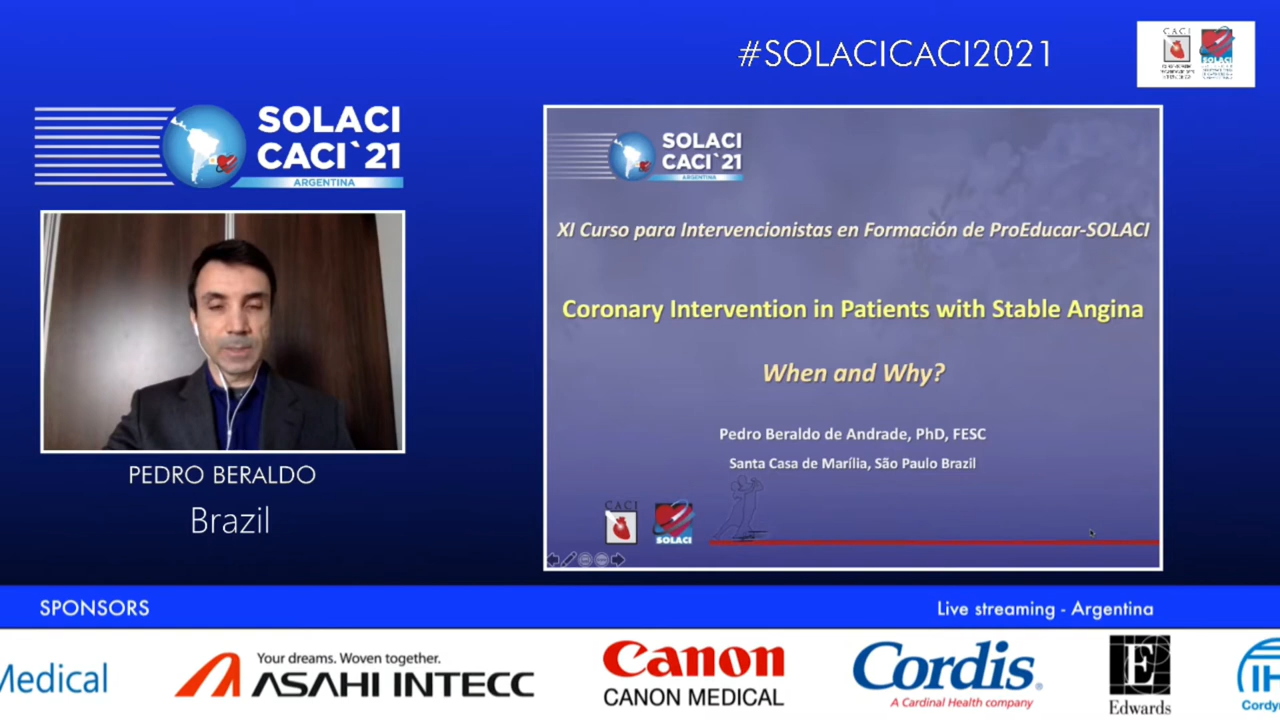 #SOLACICACI2021
CACI
SOLACI
SOLACI
CACI`21
ARGENTINA
PEDRO BERALDO
Brazil
SOLACI
CACI`21
ARGENTINA
XI Curso para Intervencionistas en Formación de ProEducar-SOLACI
Coronary Intervention in Patients with Stable Angina
When and Why?
Pedro Beraldo de Andrade, PhD, FESC
Santa Casa de Marília, São Paulo Brazil
CACI
SOLACI
SPONSORS
Live streaming - Argentina
Medical
Your dreams. Woven together.
ASAHI INTECC
Canon
CANON MEDICAL
Cordis.
A Cardinal Health company
E
Edwards